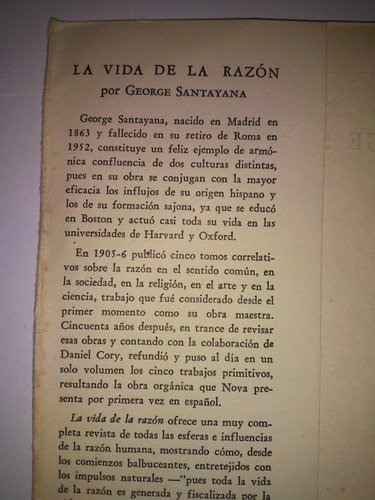 LA VIDA DE LA RAZÓN
por GEORGE SANTAYANA
George Santayana, nacido en Madrid en
1863 y fallecido en su retiro de Roma en
1952, constituye un feliz ejemplo de armó-
nica confluencia de dos culturas distintas,
pues en su obra se conjugan con la mayor
eficacia los influjos de su origen hispano y
los de su formación sajona, ya que se educó
en Boston y actuó casi toda su vida en las
universidades de Harvard y Oxford.
En 1905-6 publicó cinco tomos correlati-
vos sobre la razón en el sentido común, en
la sociedad, en la religión, en el arte y en la
ciencia, trabajo que fué considerado desde el
primer momento como su obra maestra.
Cincuenta años después, en trance de revisar
esas obras y contando con la colaboración de
Daniel Cory, refundió y puso al día en un
solo volumen los cinco trabajos primitivos,
resultando la obra orgánica que Nova pre-
senta por primera vez en español.
La vida de la razón ofrece una muy com-
pleta revista de todas las esferas e influencias
de la razón humana, mostrando cómo, desde
los comienzos balbuceantes, entretejidos con
los impulsos naturales —"pues toda la vida
de la razón es generada y fiscalizada por la